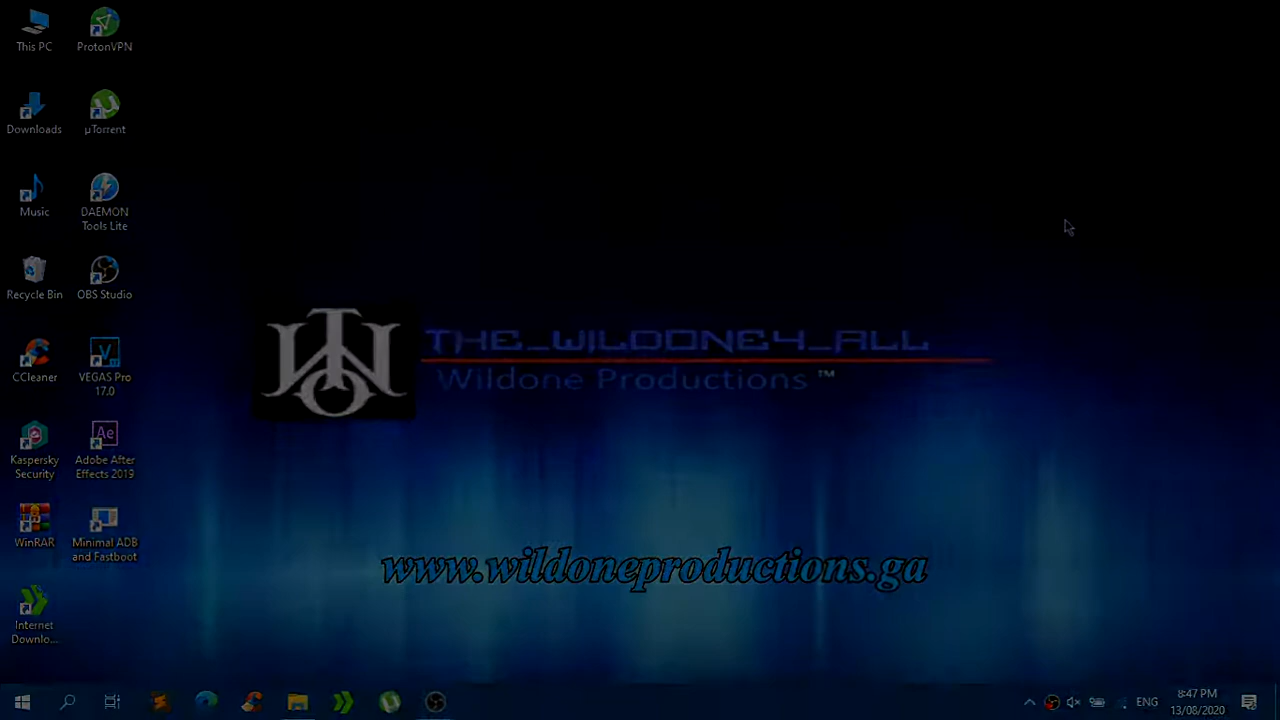 This PC
ProtonVPN
Downloads
µTorrent
Music
DAEMON
Tools Lite
Recycle Bin
OBS Studio
CCleaner
VEGAS Pro
17.0
Kaspersky
Security
Adobe After
Effects 2019
WinRAR
Minimal ADB
and Fastboot
Internet
Downlo...
THE_WILDONE4_ALL
Wildone Productions ™
www.wildoneproductions.ga
ENG
8:47 PM
13/08/2020